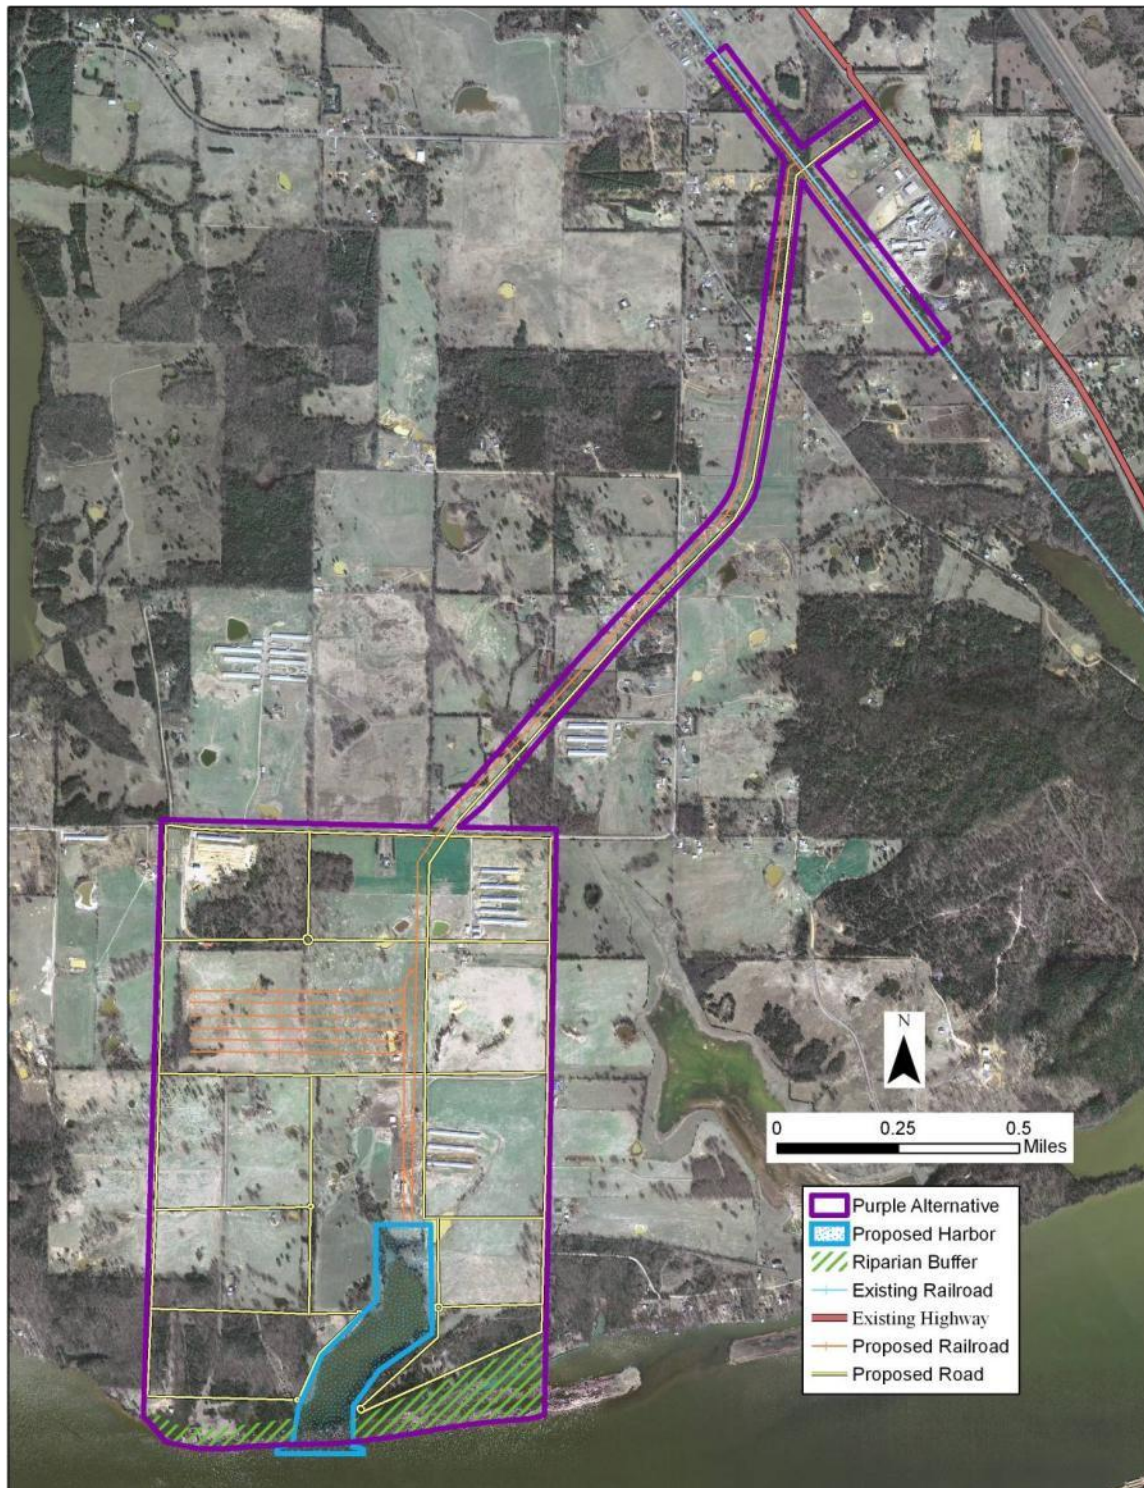 N
0 0.25 0.5
Miles
Purple Alternative
Proposed Harbor
Riparian Buffer
Existing Railroad
Existing Highway
Proposed Railroad
Proposed Road